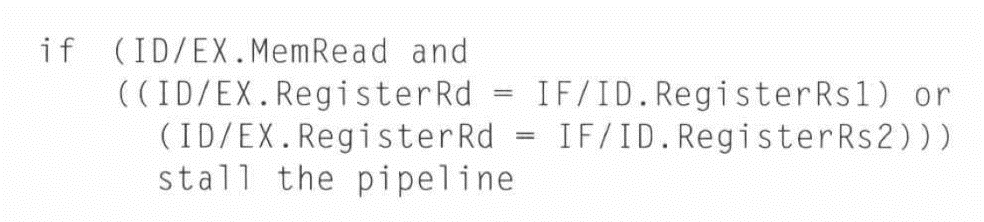 if (ID/EX.MemRead and
((ID/EX.RegisterRd = IF/ID.RegisterRs1) or
(ID/EX.RegisterRd = IF/ID.RegisterRs2)))
stall the pipeline